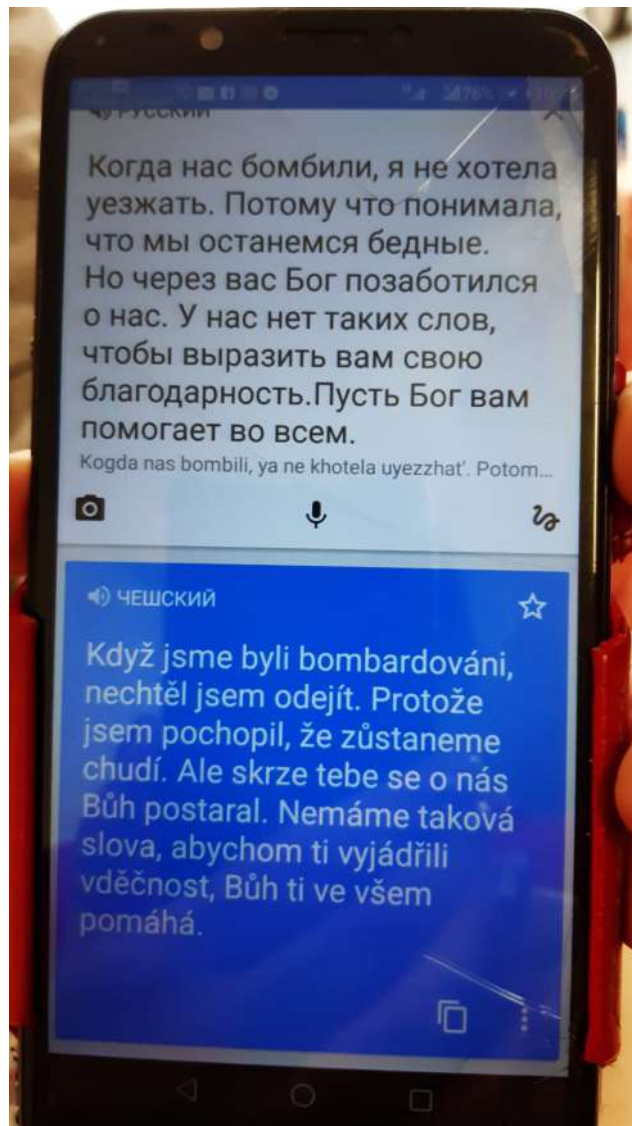 РУССКИЙ
Когда нас бомбили, я не хотела
уезжать. Потому что понимала,
что мы останемся бедные.
Но через вас Бог позаботился
о нас. У нас нет таких слов,
чтобы выразить вам свою
благодарность.Пусть Бог вам
помогает во всем.
Kogda nas bombili, ya ne khotela uyezzhat'. Potom...
ЧЕШСКИЙ
Když jsme byli bombardováni,
nechtěl jsem odejít. Protože
jsem pochopil, že zůstaneme
chudí. Ale skrze tebe se o nás
Bůh postaral. Nemáme taková
slova, abychom ti vyjádřili
vděčnost, Bůh ti ve všem
pomáhá.